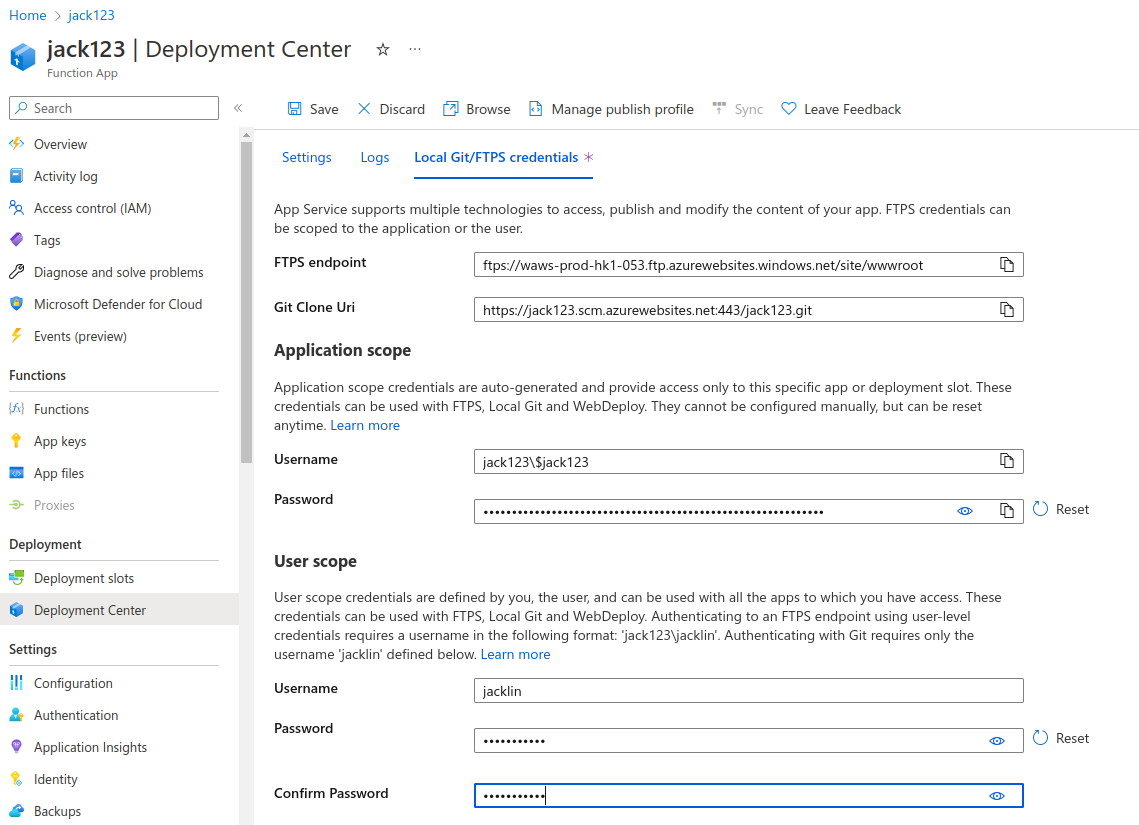 Home > jack123
jack123 | Deployment Center
Function App
Search
Overview
Activity log
Access control (IAM)
Tags
Diagnose and solve problems
Microsoft Defender for Cloud
Events (preview)
Functions
Functions
App keys
App files
Proxies
Deployment
Deployment slots
Deployment Center
Settings
Configuration
Authentication
Application Insights
Identity
Backups
Save Discard Browse Manage publish profile Sync Leave Feedback
Settings Logs Local Git/FTPS credentials *
App Service supports multiple technologies to access, publish and modify the content of your app. FTPS credentials can
be scoped to the application or the user.
FTPS endpoint ftps://waws-prod-hk1-053.ftp.azurewebsites.windows.net/site/wwwroot
Git Clone Uri https://jack123.scm.azurewebsites.net:443/jack123.git
Application scope
Application scope credentials are auto-generated and provide access only to this specific app or deployment slot. These
credentials can be used with FTPS, Local Git and WebDeploy. They cannot be configured manually, but can be reset
anytime. Learn more
Username jack123\$jack123
Password Reset
User scope
User scope credentials are defined by you, the user, and can be used with all the apps to which you have access. These
credentials can be used with FTPS, Local Git and WebDeploy. Authenticating to an FTPS endpoint using user-level
credentials requires a username in the following format: 'jack123\jacklin'. Authenticating with Git requires only the
username 'jacklin' defined below. Learn more
Username jacklin
Password Reset
Confirm Password